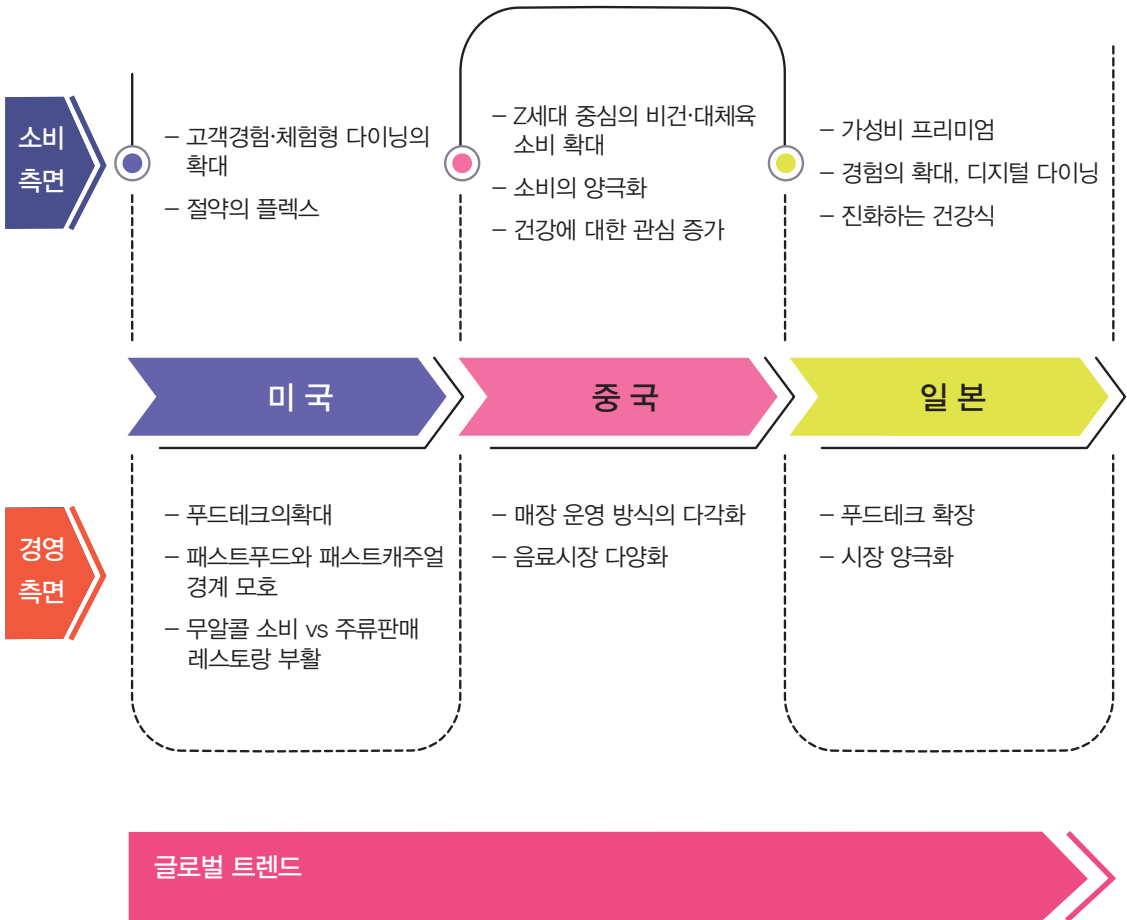 소비
측면
– 고객경험·체험형 다이닝의
확대
– 절약의 플렉스
– Z세대 중심의 비건·대체육
소비 확대
– 소비의 양극화
– 건강에 대한 관심 증가
– 가성비 프리미엄
– 경험의 확대, 디지털 다이닝
– 진화하는 건강식
미국
중국
일본
경영
측면
– 푸드테크의확대
– 패스트푸드와 패스트캐주얼
경계 모호
– 무알콜 소비 vs 주류판매
레스토랑 부활
– 매장 운영 방식의 다각화
– 음료시장 다양화
– 푸드테크 확장
– 시장 양극화
글로벌 트렌드